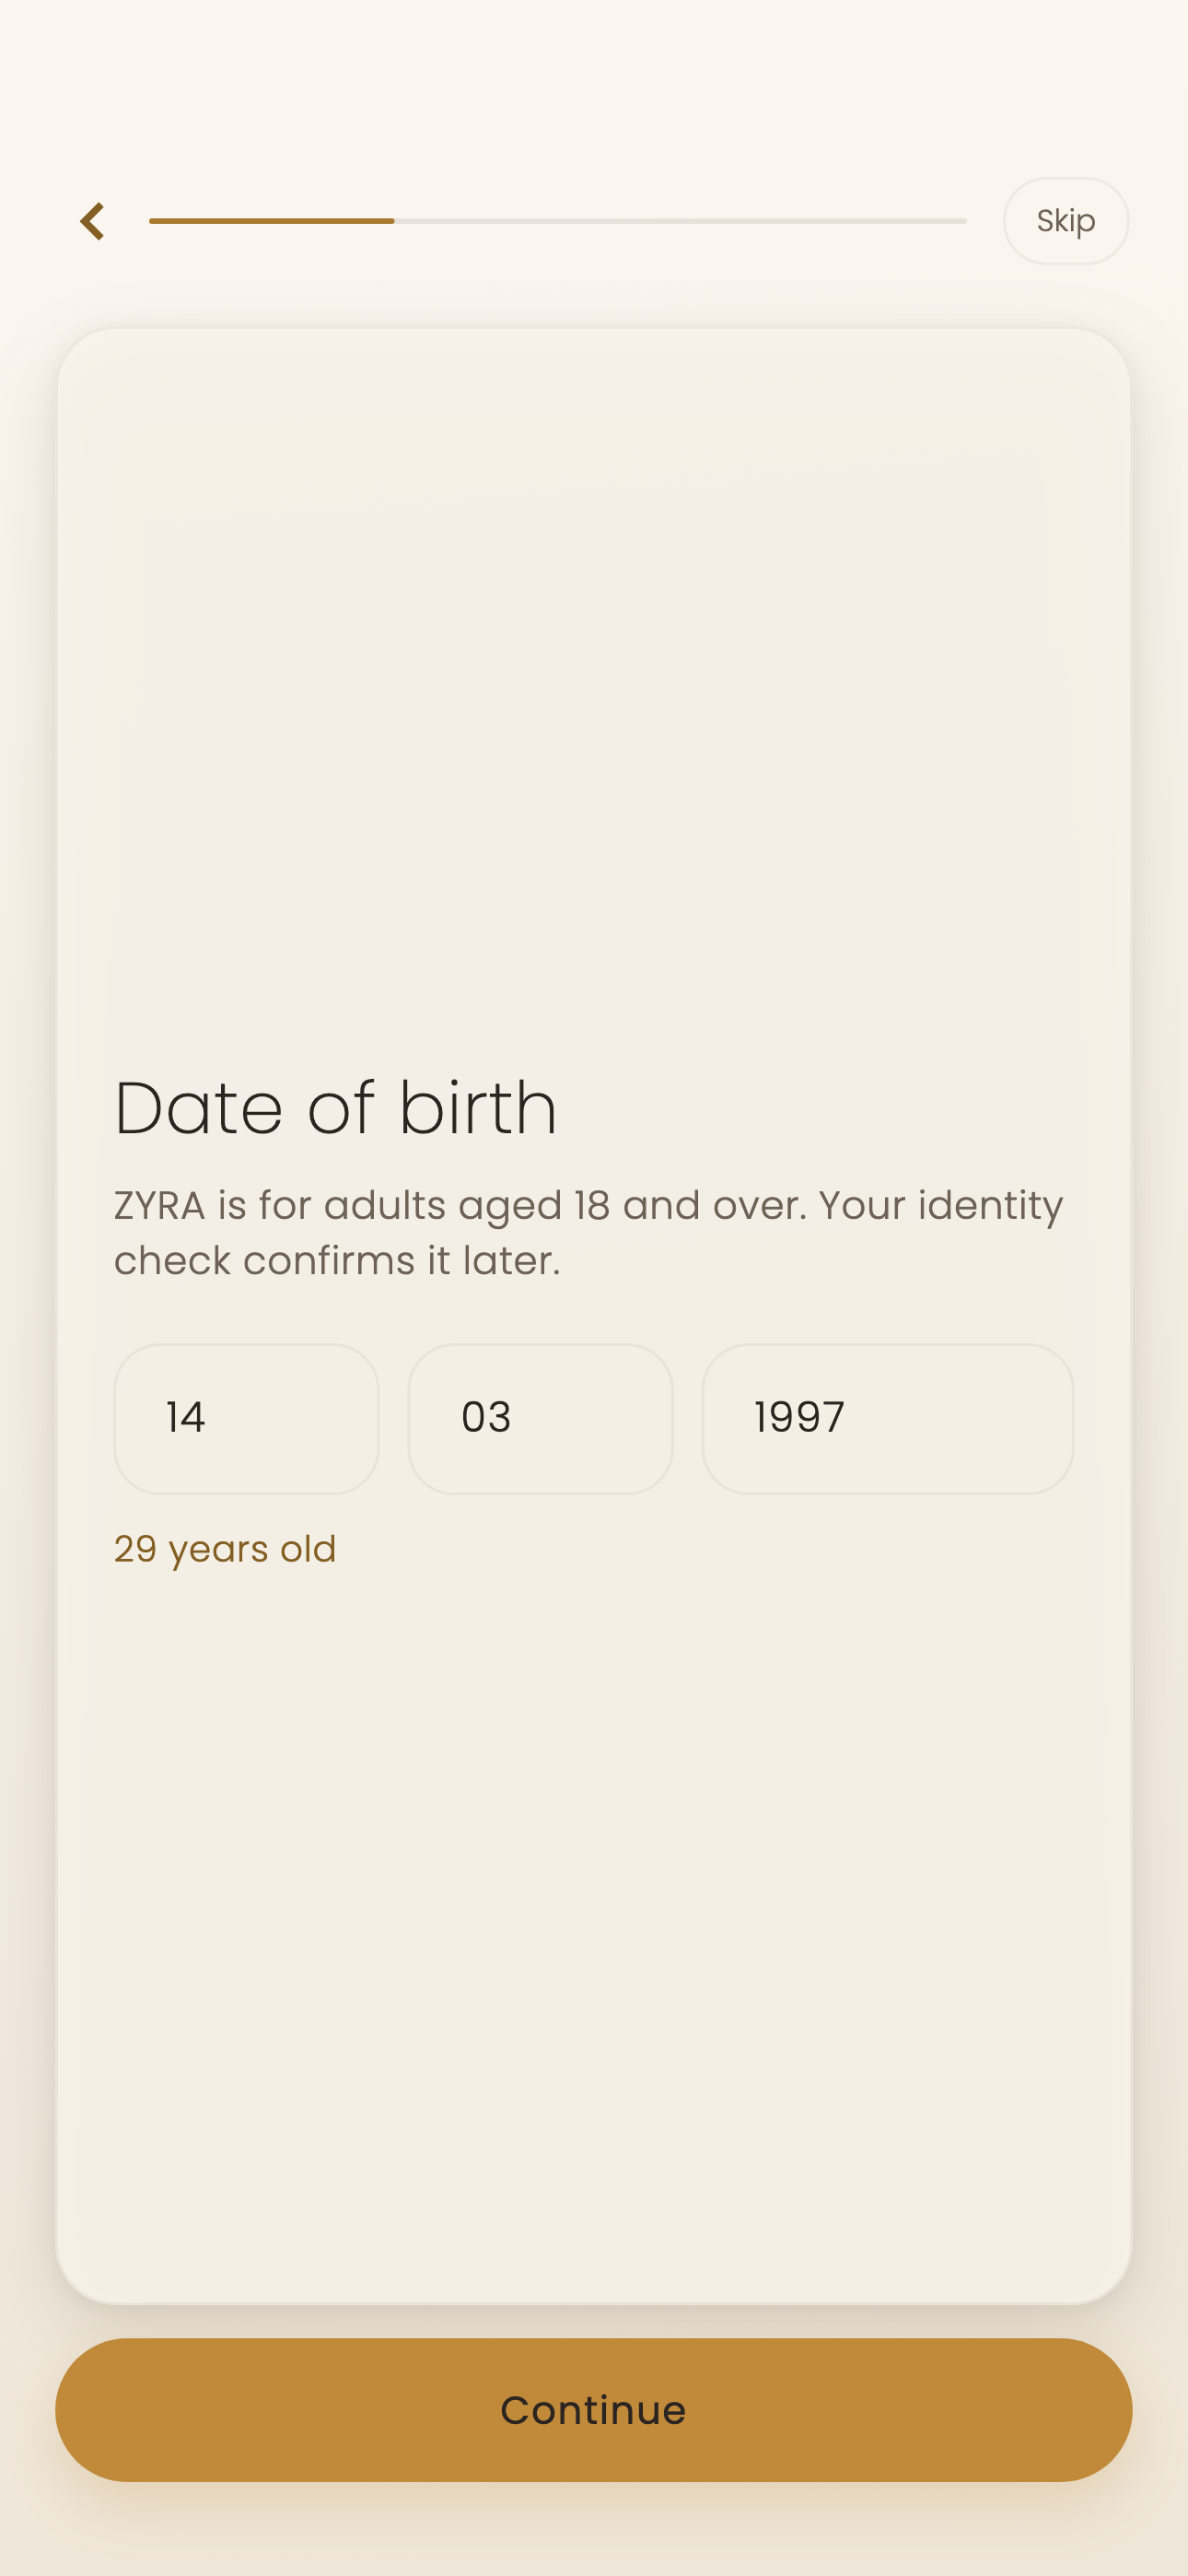 Skip
Date of birth
ZYRA is for adults aged 18 and over. Your identity
check confirms it later.
14 03 1997
29 years old
Continue